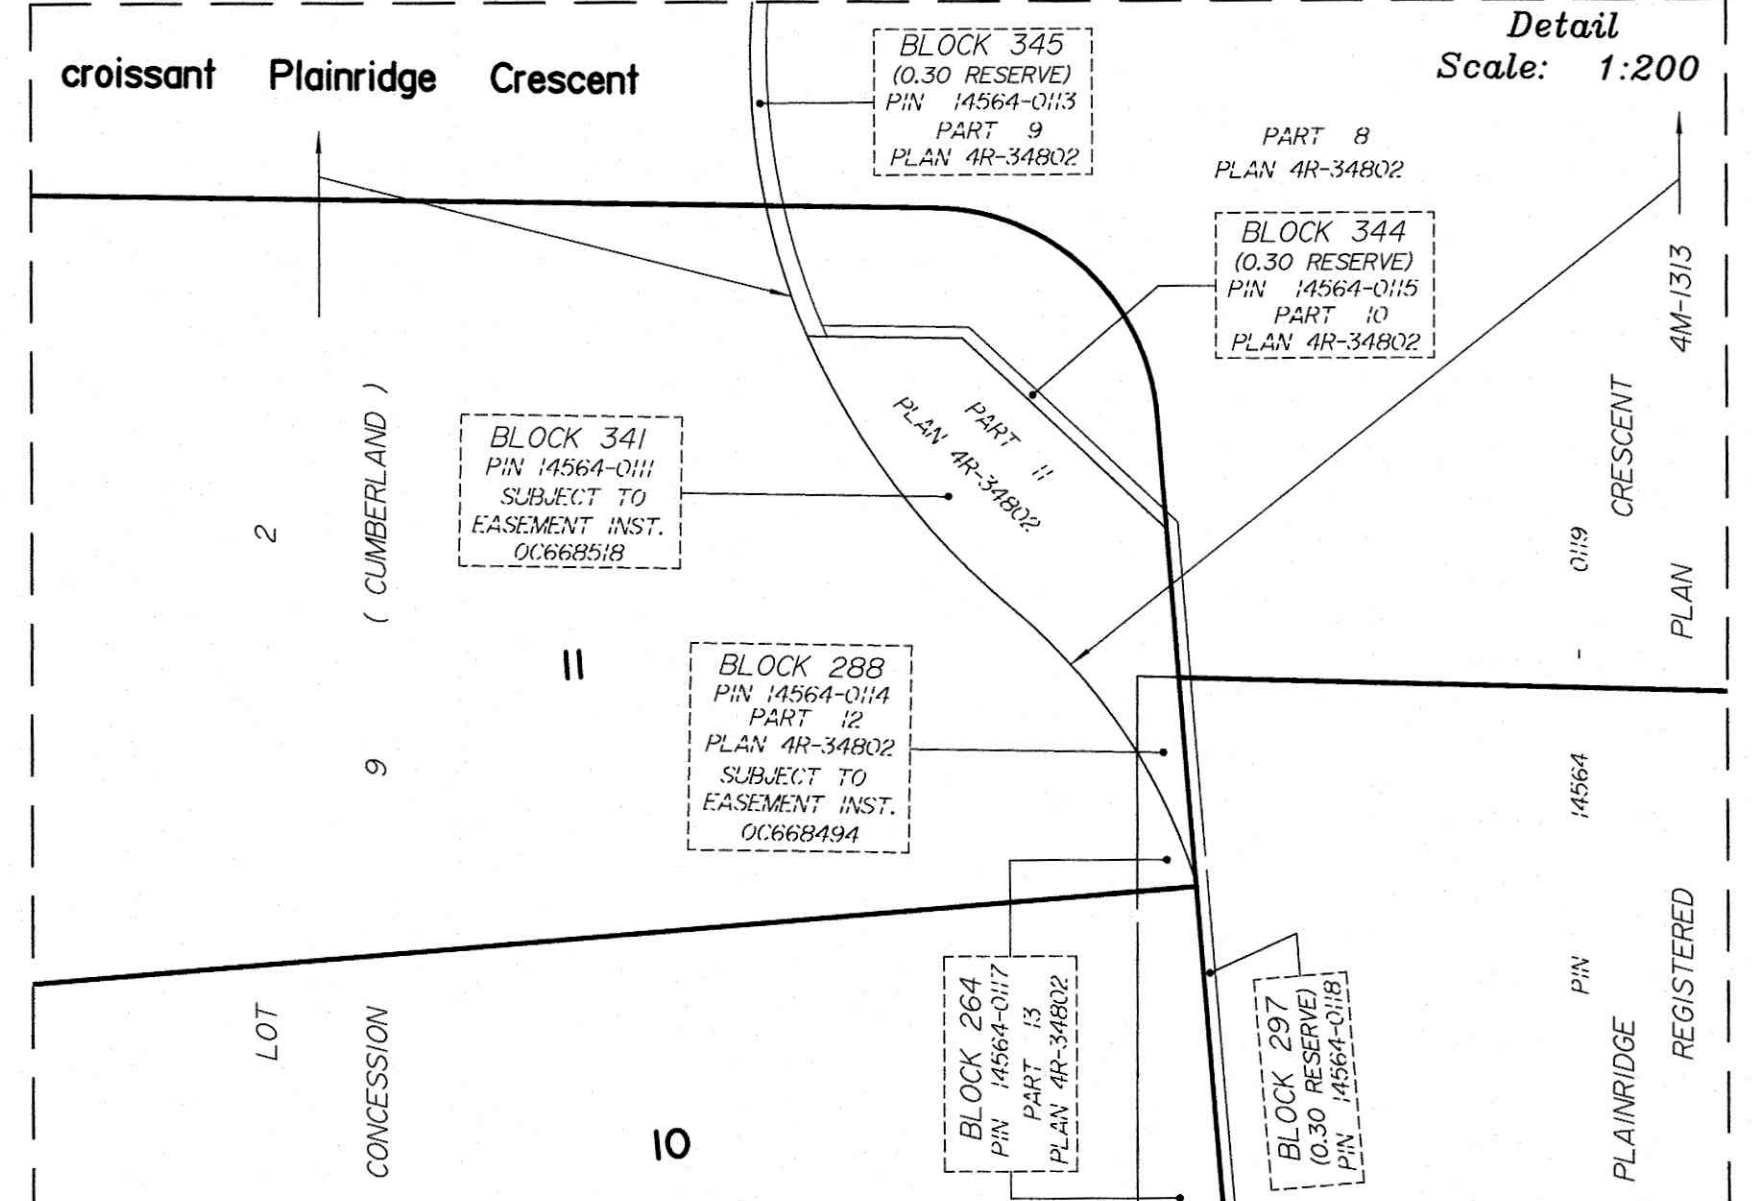 Detail
Scale: 1:200
croissant Plainridge Crescent
BLOCK 345
(0.30 RESERVE)
PIN 14564-0113
PART 9
PLAN 4R-34802
PART 8
PLAN 4R-34802
BLOCK 344
(0.30 RESERVE)
PIN 14564-0115
PART 10
PLAN 4R-34802
PART 11
PLAN 4R-34802
BLOCK 341
PIN 14564-0111
SUBJECT TO
EASEMENT INST.
OC668518
11
BLOCK 288
PIN 14564-0114
PART 12
PLAN 4R-34802
SUBJECT TO
EASEMENT INST.
OC668494
LOT 2
CONCESSION 9 ( CUMBERLAND )
10
BLOCK 264
PIN 14564-0117
PART 13
PLAN 4R-34802
BLOCK 297
(0.30 RESERVE)
PIN 14564-0118
PIN 14564 - 0119
PLAINRIDGE CRESCENT
REGISTERED PLAN 4M-1313